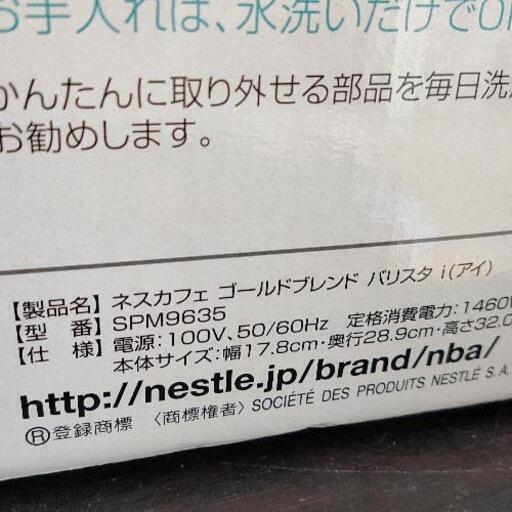 お手入れは、水洗いだけでO
かんたんに取り外せる部品を毎日洗
お勧めします。
【製品名】 ネスカフェ ゴールドブレンド バリスタ i(アイ)
【型 番】 SPM9635
【仕 様】 電源:100V、50/60Hz 定格消費電力:1460W
本体サイズ:幅17.8cm・奥行28.9cm・高さ32.0
http://nestle.jp/brand/nba/
®登録商標 〈商標権者〉 SOCIÉTÉ DES PRODUITS NESTLÉ S.A.